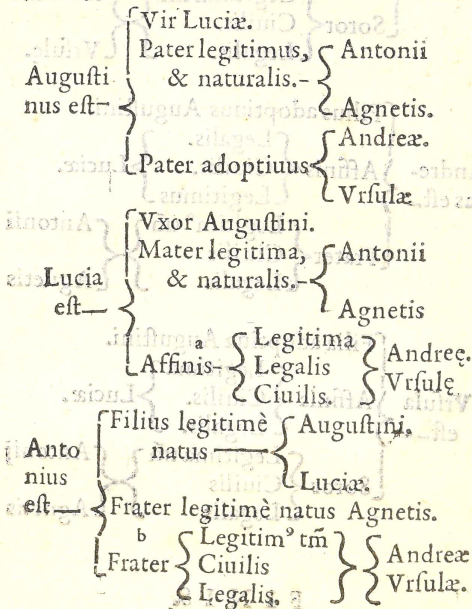 Vir Luciæ.
Pater legitimus, Antonii
Auguſti & naturalis.-
nus eſt- Agnetis.
Andreæ.
Pater adoptiuus
Vrſulæ
Vxor Auguſtini.
Mater legitima, Antonii
Lucia & naturalis.-
eſt— Agnetis
a Legitima Andreę.
Affinis- Legalis
Ciuilis. Vrſulę
Filius legitimè Auguſtini.
Anto natus —
nius Luciæ.
eſt— Frater legitimè natus Agnetis.
b Legitimꝰ tm̃
Frater Ciuilis Andreæ
Legalis. Vrſulæ.